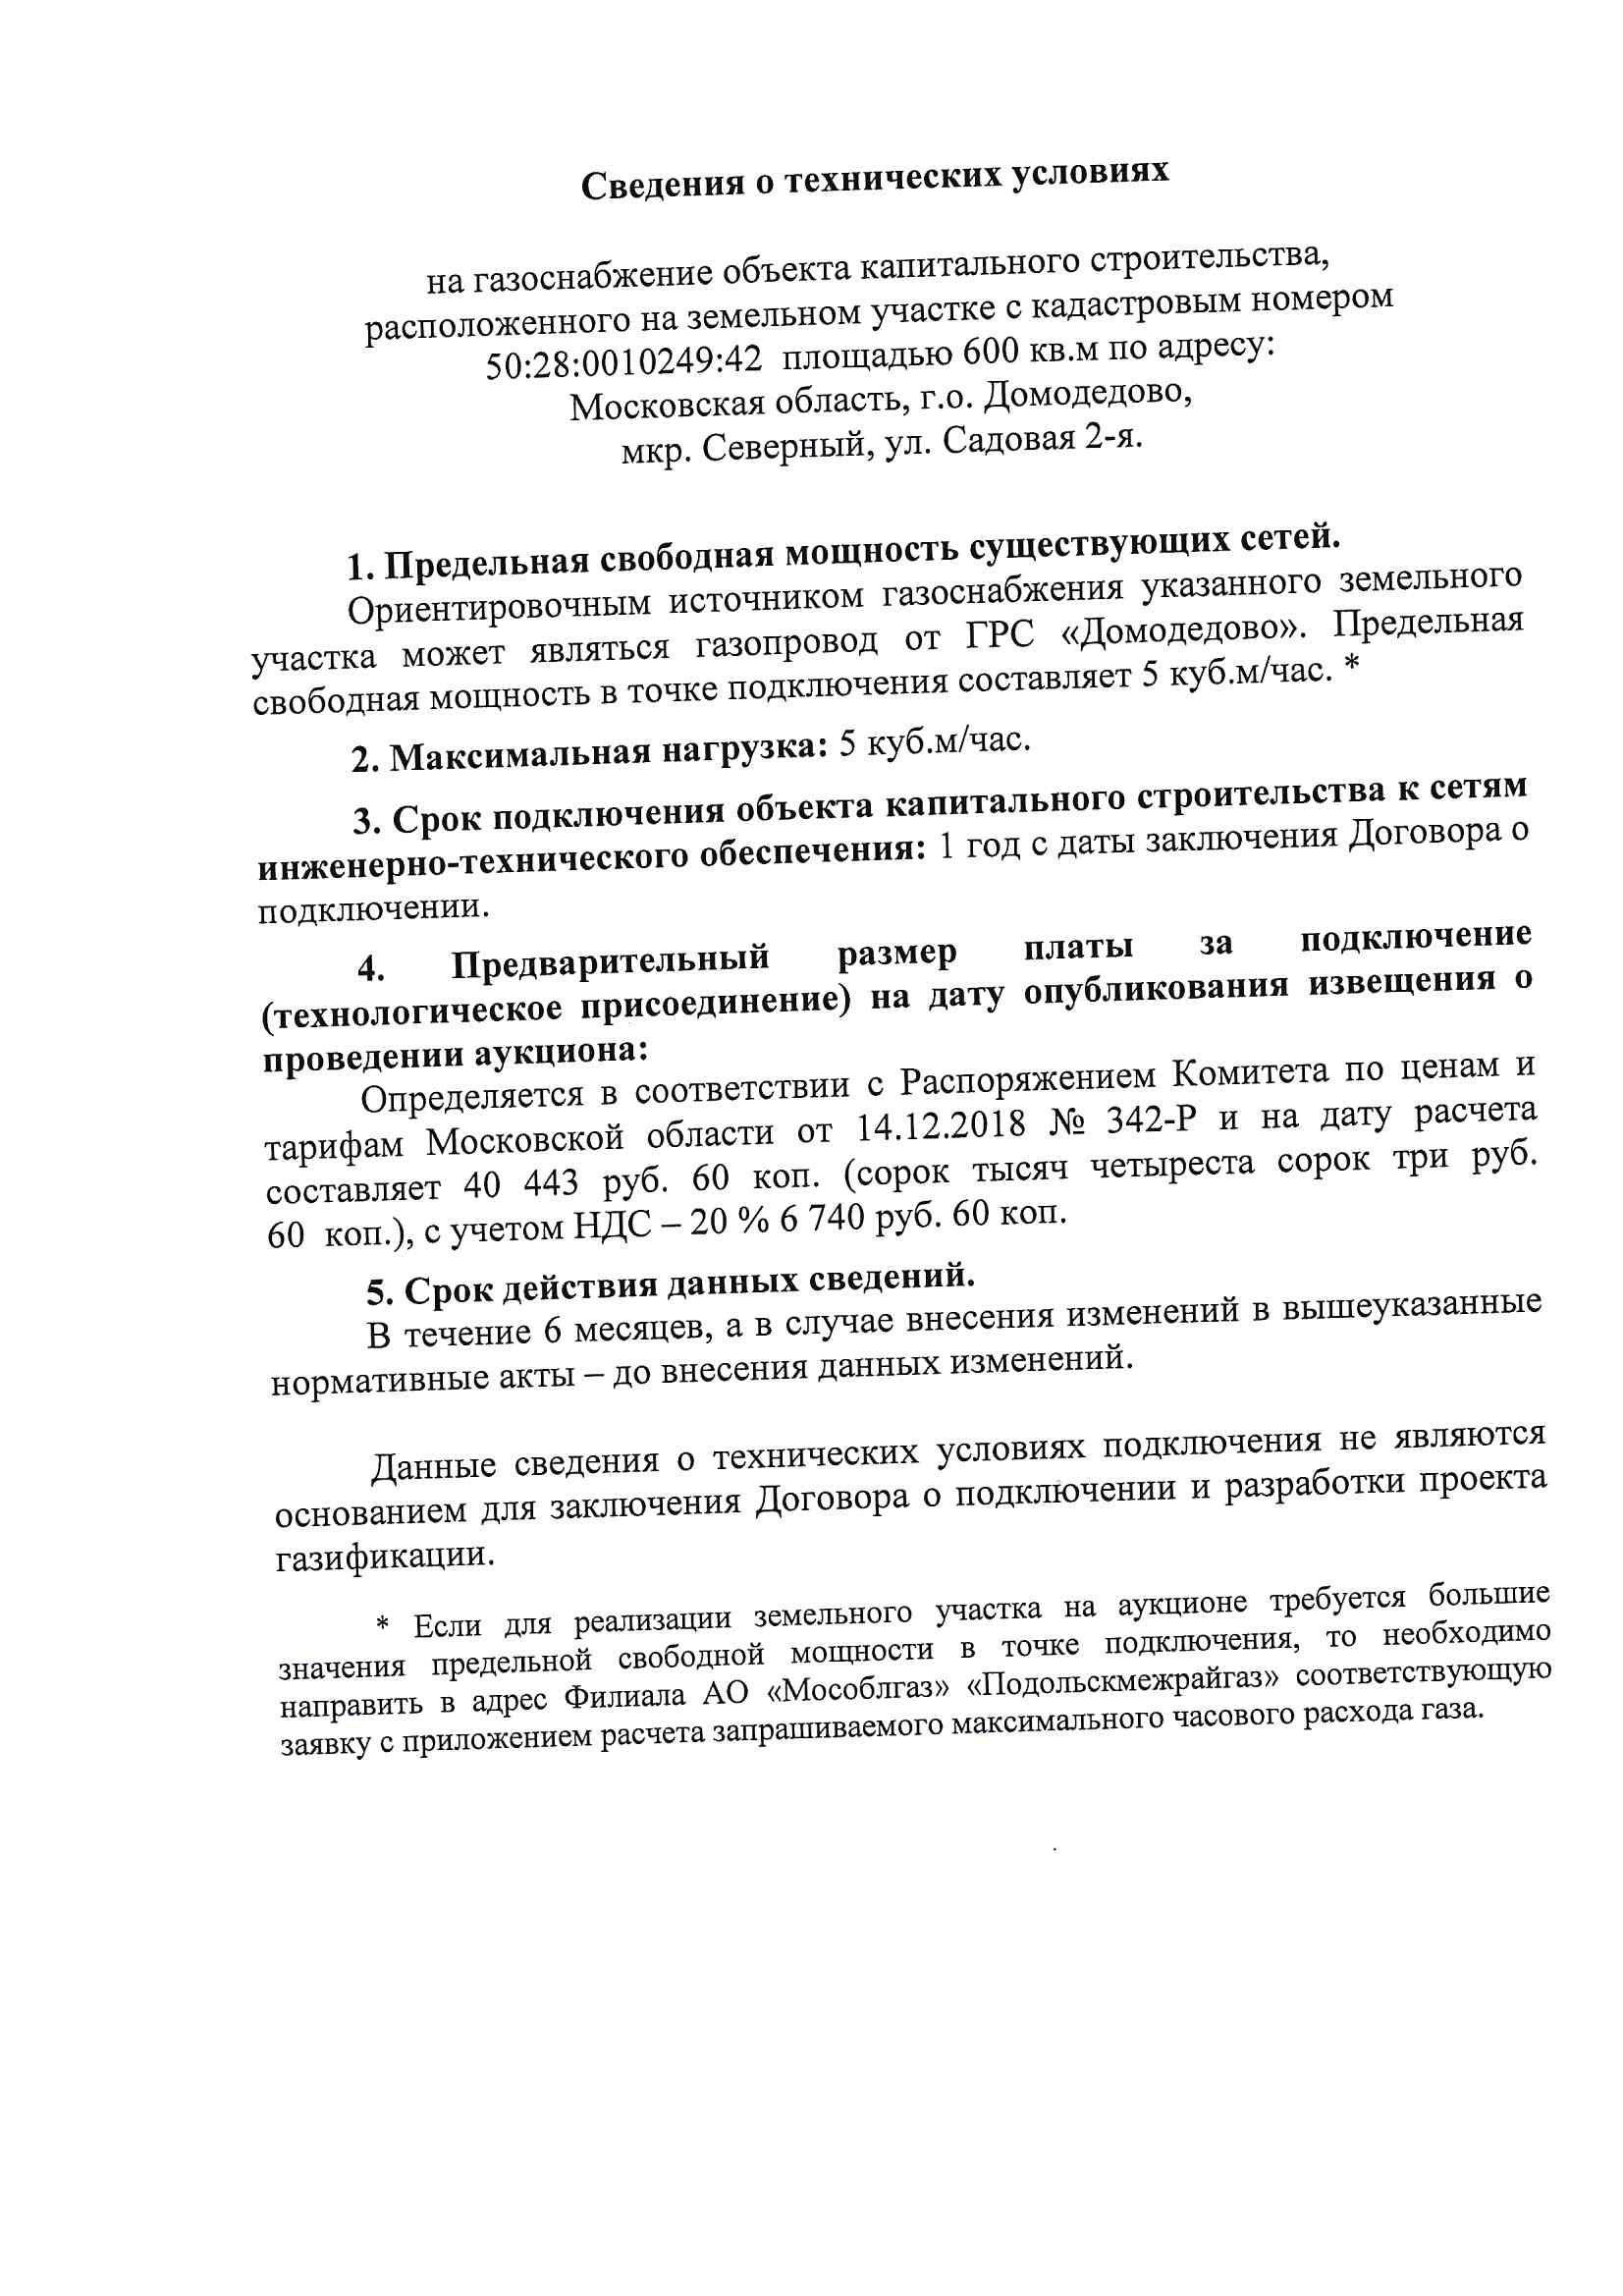 Сведения о технических условиях
на газоснабжение объекта капитального строительства,
расположенного на земельном участке с кадастровым номером
50:28:0010249:42 площадью 600 кв.м по адресу:
Московская область, г.о. Домодедово,
мкр. Северный, ул. Садовая 2-я.
1. Предельная свободная мощность существующих сетей.
Ориентировочным источником газоснабжения указанного земельного
участка может являться газопровод от ГРС «Домодедово». Предельная
свободная мощность в точке подключения составляет 5 куб.м/час. *
2. Максимальная нагрузка: 5 куб.м/час.
3. Срок подключения объекта капитального строительства к сетям
инженерно-технического обеспечения: 1 год с даты заключения Договора о
подключении.
4. Предварительный размер платы за подключение
(технологическое присоединение) на дату опубликования извещения о
проведении аукциона:
Определяется в соответствии с Распоряжением Комитета по ценам и
тарифам Московской области от 14.12.2018 № 342-Р и на дату расчета
составляет 40 443 руб. 60 коп. (сорок тысяч четыреста сорок три руб.
60 коп.), с учетом НДС – 20 % 6 740 руб. 60 коп.
5. Срок действия данных сведений.
В течение 6 месяцев, а в случае внесения изменений в вышеуказанные
нормативные акты – до внесения данных изменений.
Данные сведения о технических условиях подключения не являются
основанием для заключения Договора о подключении и разработки проекта
газификации.
* Если для реализации земельного участка на аукционе требуется большие
значения предельной свободной мощности в точке подключения, то необходимо
направить в адрес Филиала АО «Мособлгаз» «Подольскмежрайгаз» соответствующую
заявку с приложением расчета запрашиваемого максимального часового расхода газа.